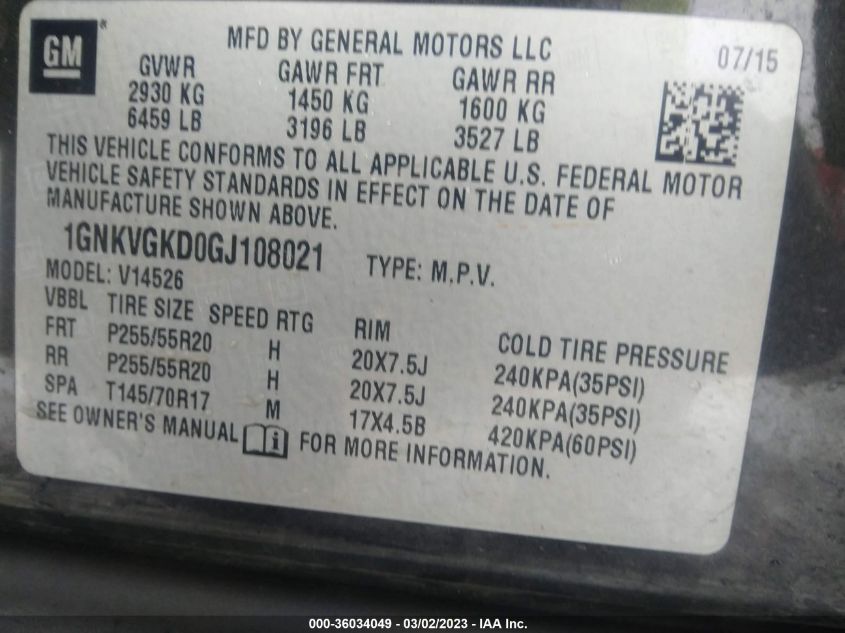 GM ®
MFD BY GENERAL MOTORS LLC
07/15
GVWR GAWR FRT GAWR RR
2930 KG 1450 KG 1600 KG
6459 LB 3196 LB 3527 LB
THIS VEHICLE CONFORMS TO ALL APPLICABLE U.S. FEDERAL MOTOR
VEHICLE SAFETY STANDARDS IN EFFECT ON THE DATE OF
MANUFACTURE SHOWN ABOVE.
1GNKVGKD0GJ108021 TYPE: M.P.V.
MODEL: V14526
VBBL TIRE SIZE SPEED RTG RIM COLD TIRE PRESSURE
FRT P255/55R20 H 20X7.5J 240KPA(35PSI)
RR P255/55R20 H 20X7.5J 240KPA(35PSI)
SPA T145/70R17 M 17X4.5B 420KPA(60PSI)
SEE OWNER'S MANUAL i FOR MORE INFORMATION.
000-36034049 — 03/02/2023 — IAA Inc.